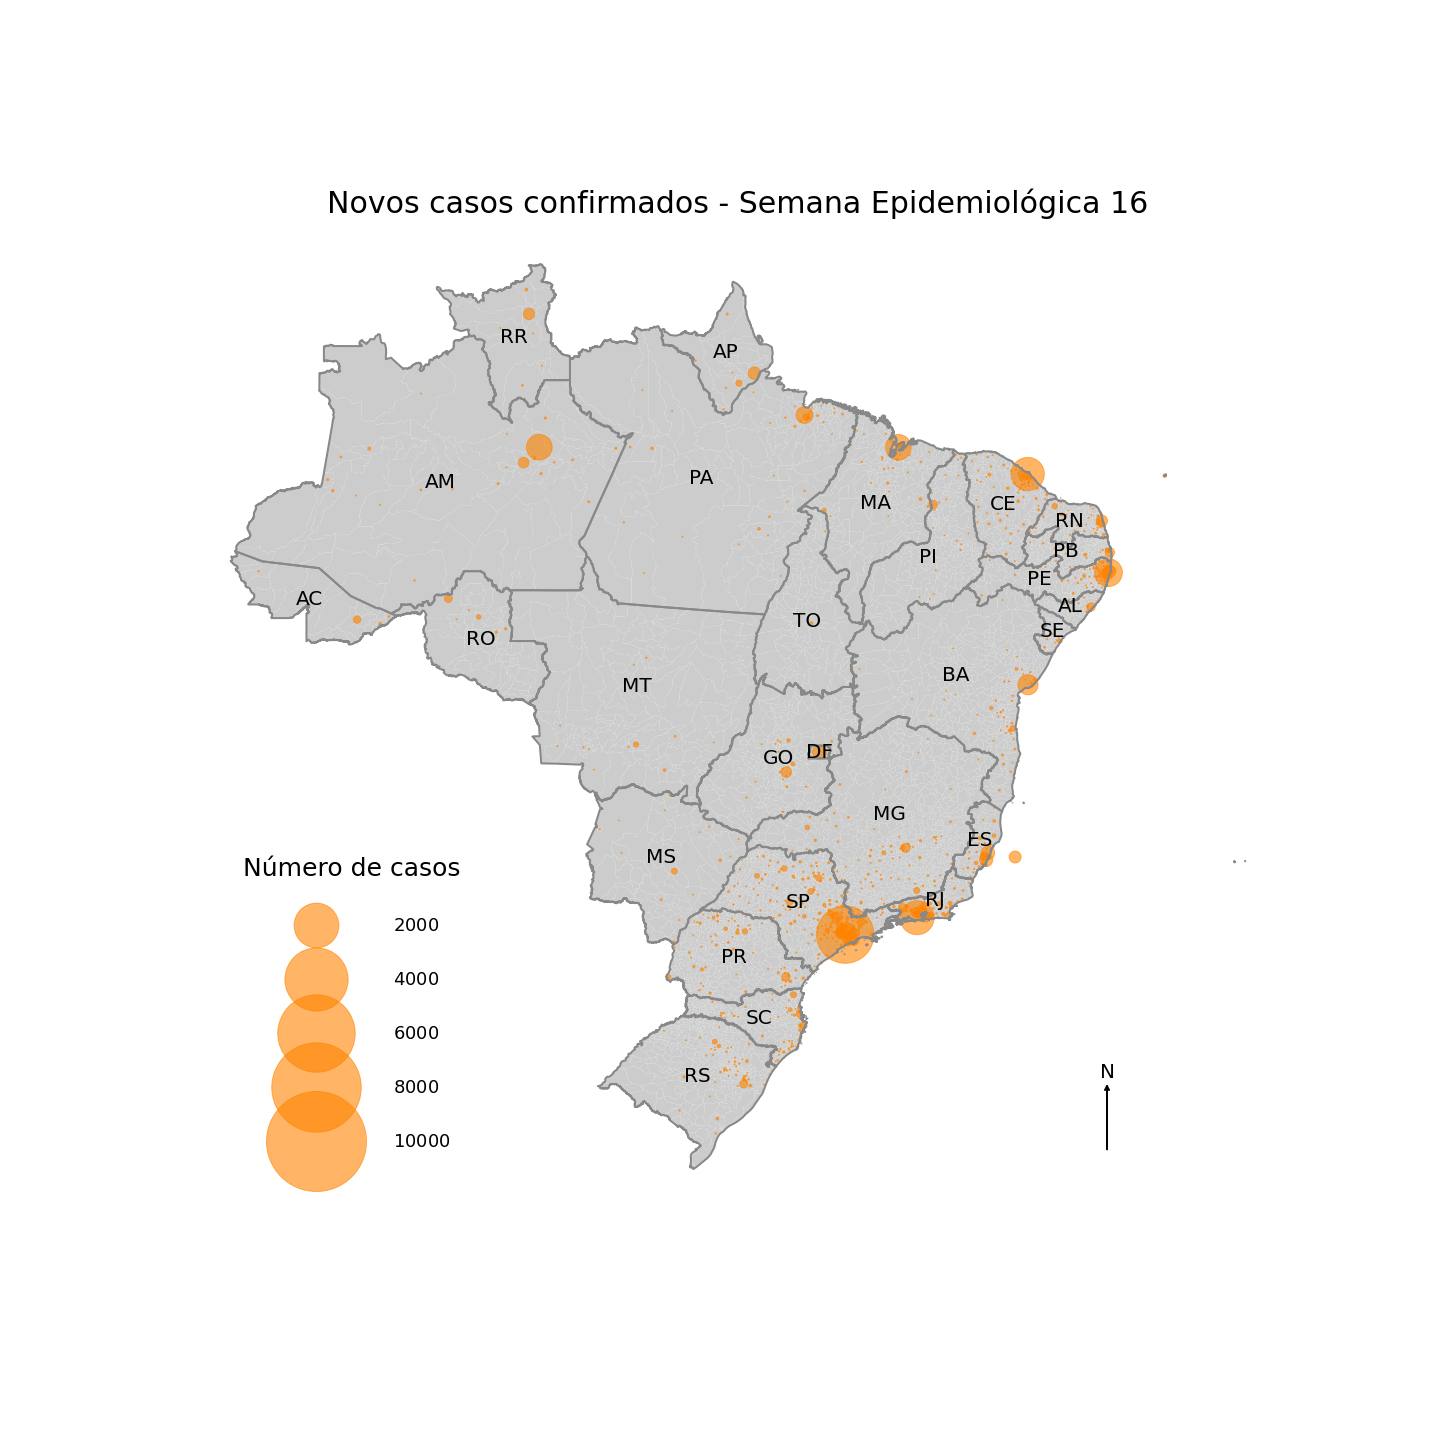 Novos casos confirmados - Semana Epidemiológica 16
RR
AP
AM
PA
MA
CE
RN
PB
PI
PE
AC
AL
TO
SE
RO
BA
MT
GO
DF
MG
ES
MS
Número de casos
RJ
SP
2000
PR
4000
SC
6000
N
RS
8000
10000